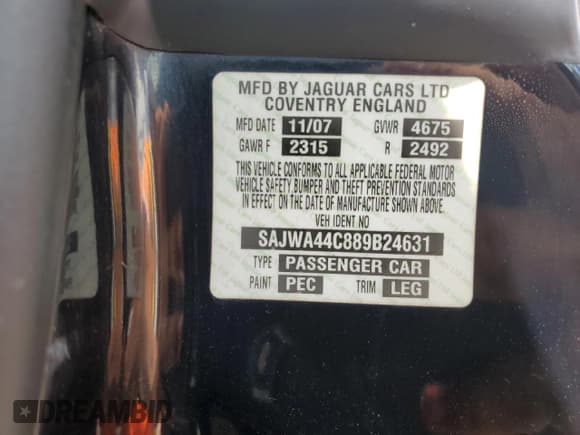 MFD BY JAGUAR CARS LTD
COVENTRY ENGLAND
MFD DATE 11/07 GVWR 4675
GAWR F 2315 R 2492
THIS VEHICLE CONFORMS TO ALL APPLICABLE FEDERAL MOTOR
VEHICLE SAFETY, BUMPER AND THEFT PREVENTION STANDARDS
IN EFFECT ON THE DATE OF MANUFACTURE SHOWN ABOVE.
VEH IDENT NO
SAJWA44C889B24631
TYPE PASSENGER CAR
PAINT PEC TRIM LEG
DREAMBID